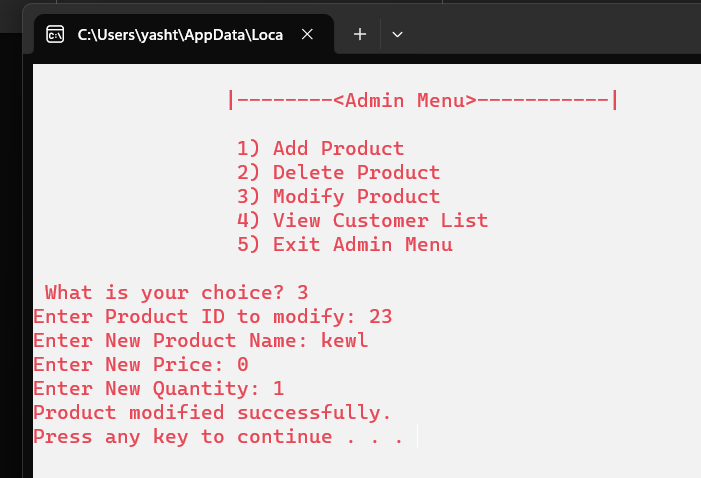 C:\Users\yasht\AppData\Loca
|--------<Admin Menu>-----------|
1) Add Product
2) Delete Product
3) Modify Product
4) View Customer List
5) Exit Admin Menu
What is your choice? 3
Enter Product ID to modify: 23
Enter New Product Name: kewl
Enter New Price: 0
Enter New Quantity: 1
Product modified successfully.
Press any key to continue . . .